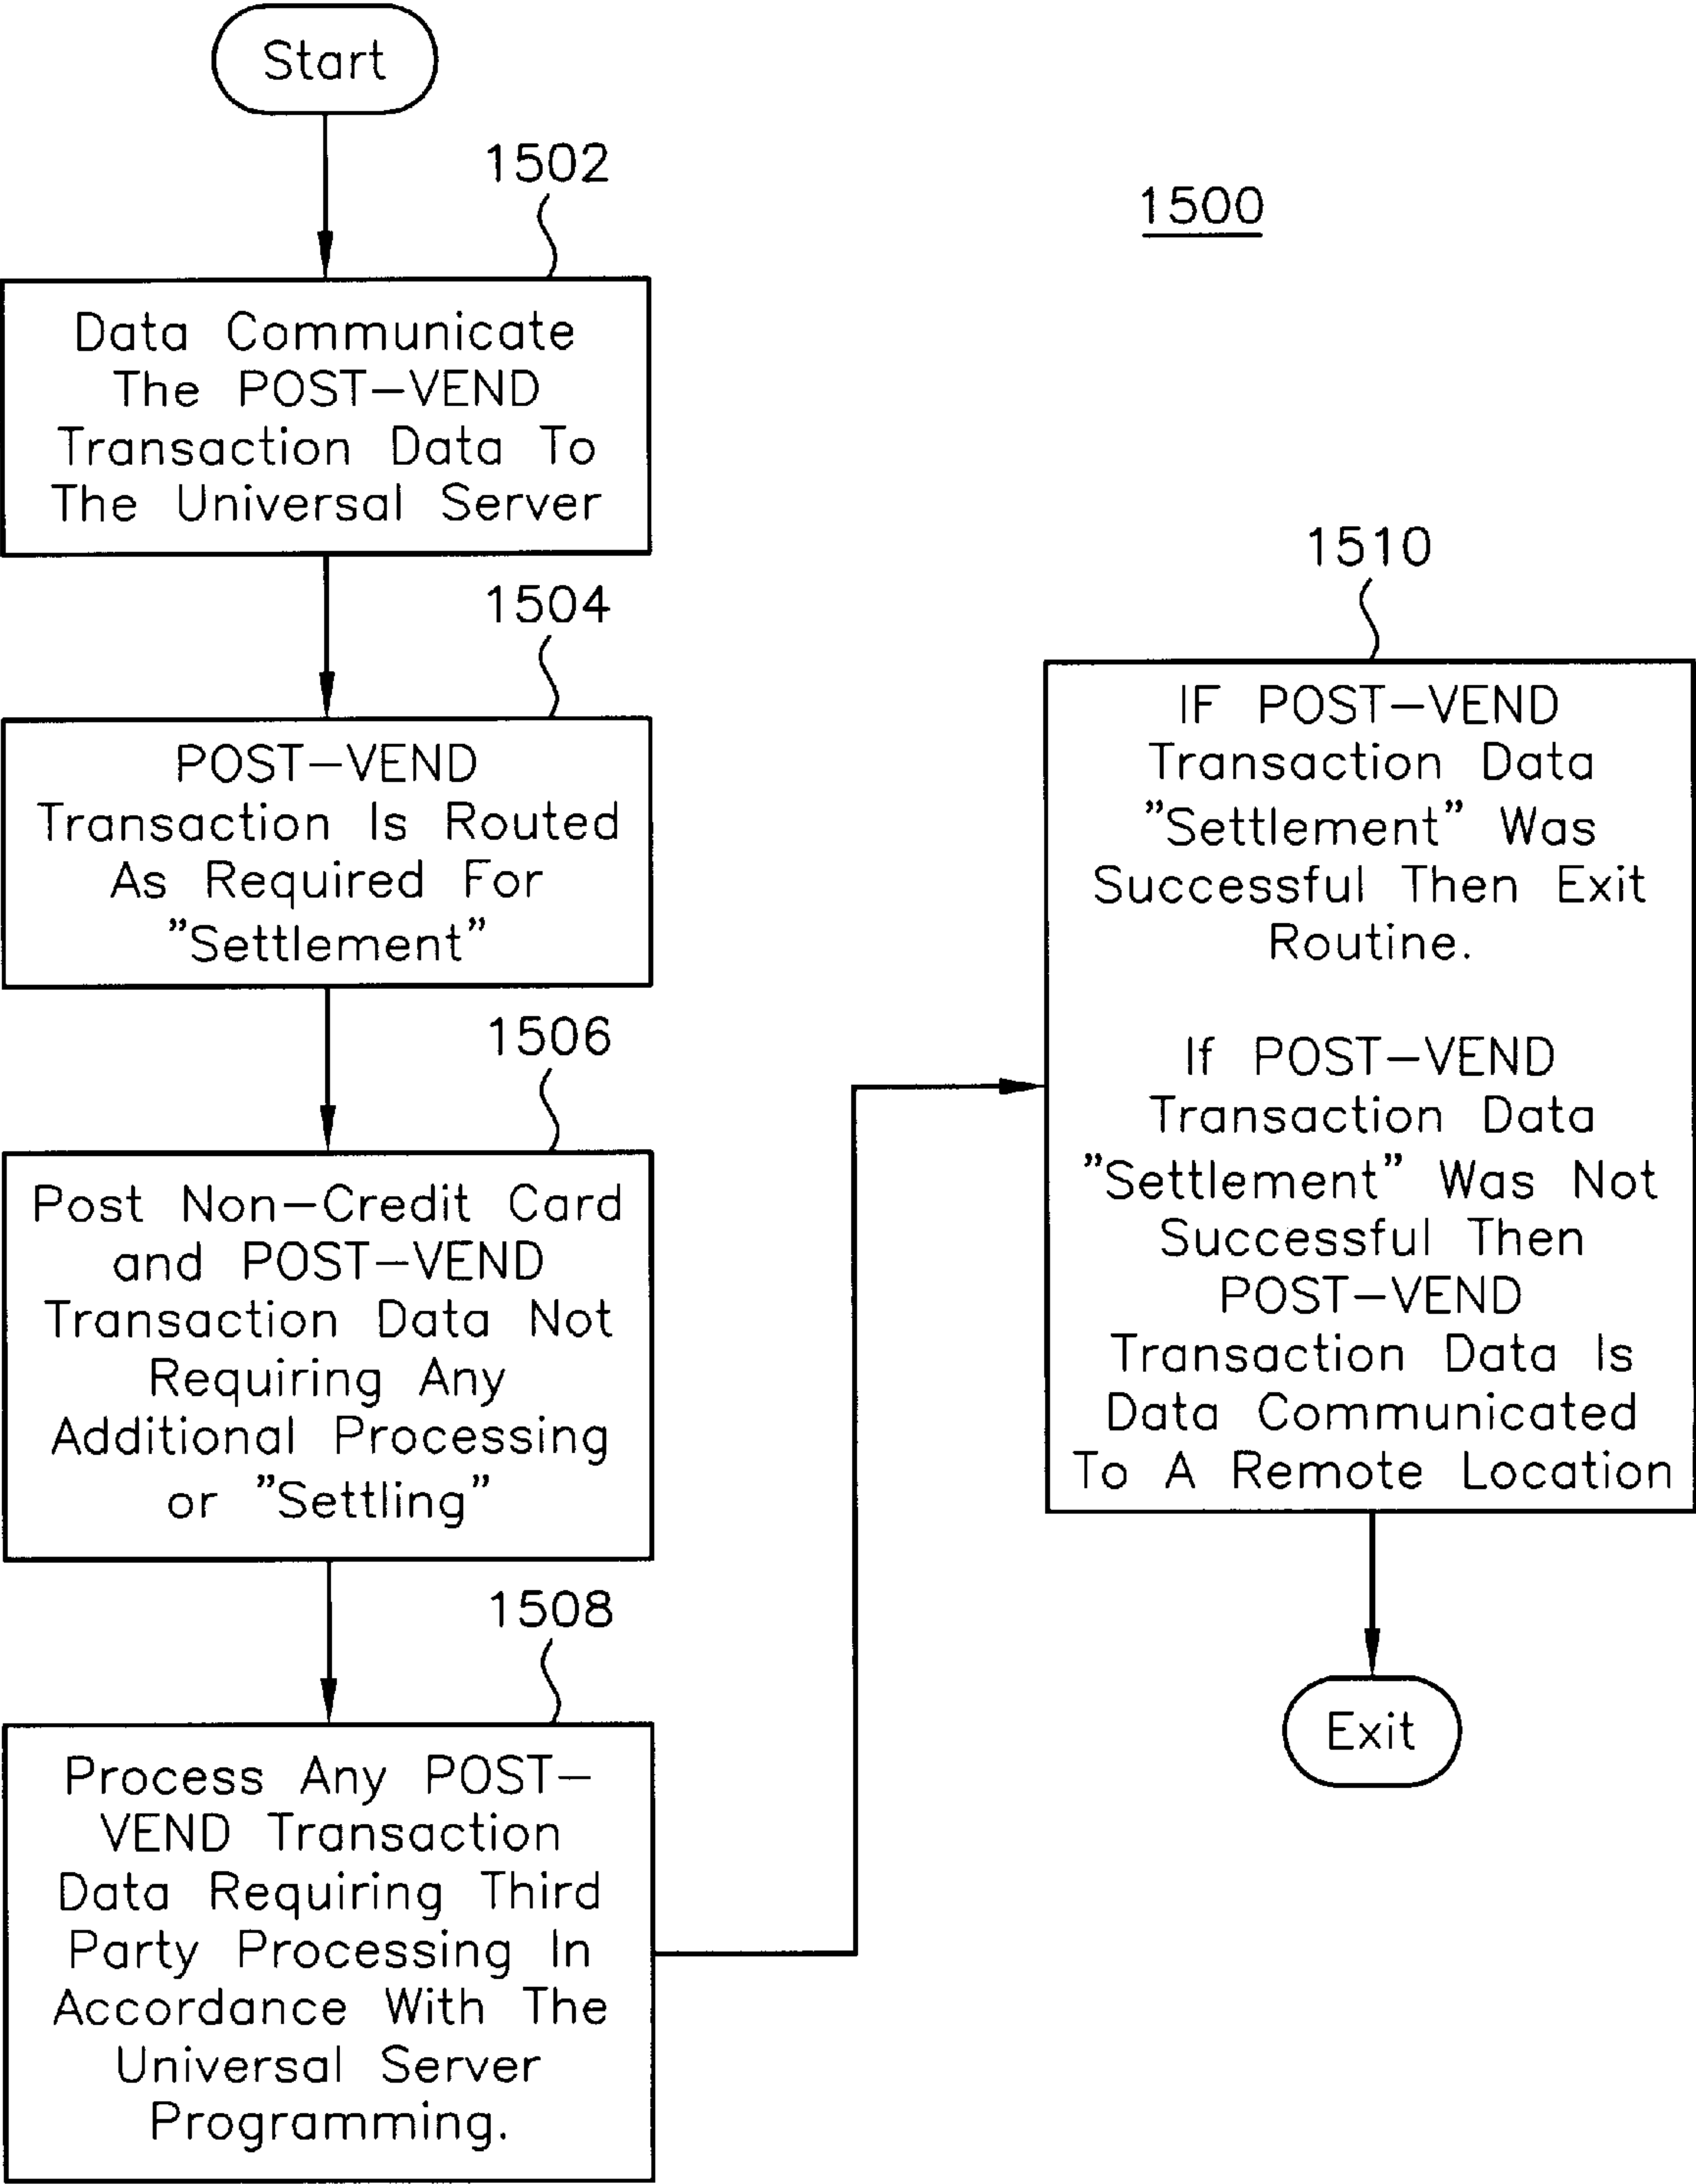 Start
1502
1500
Data Communicate
The POST–VEND
Transaction Data To
The Universal Server
1504
POST–VEND
Transaction Is Routed
As Required For
”Settlement”
1506
Post Non–Credit Card
and POST–VEND
Transaction Data Not
Requiring Any
Additional Processing
or ”Settling”
1508
Process Any POST–
VEND Transaction
Data Requiring Third
Party Processing In
Accordance With The
Universal Server
Programming.
1510
IF POST–VEND
Transaction Data
”Settlement” Was
Successful Then Exit
Routine.
If POST–VEND
Transaction Data
”Settlement” Was Not
Successful Then
POST–VEND
Transaction Data Is
Data Communicated
To A Remote Location
Exit